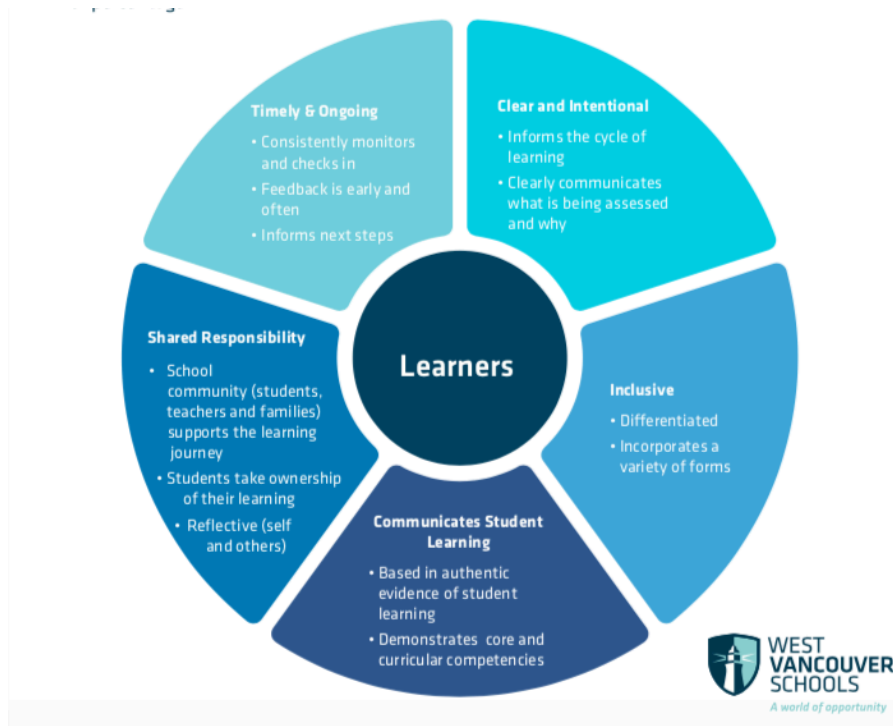 Timely & Ongoing
• Consistently monitors
and checks in
• Feedback is early and
often
• Informs next steps
Clear and Intentional
• Informs the cycle of
learning
• Clearly communicates
what is being assessed
and why
Shared Responsibility
• School
community (students,
teachers and families)
supports the learning
journey
• Students take ownership
of their learning
• Reflective (self
and others)
Learners
Inclusive
• Differentiated
• Incorporates a
variety of forms
Communicates Student
Learning
• Based in authentic
evidence of student
learning
• Demonstrates core and
curricular competencies
WEST
VANCOUVER
SCHOOLS
A world of opportunity